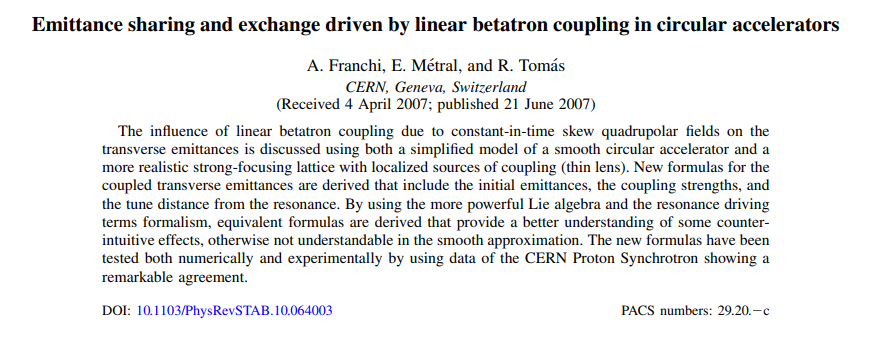 Emittance sharing and exchange driven by linear betatron coupling in circular accelerators
A. Franchi, E. Métral, and R. Tomás
CERN, Geneva, Switzerland
(Received 4 April 2007; published 21 June 2007)
The influence of linear betatron coupling due to constant-in-time skew quadrupolar fields on the
transverse emittances is discussed using both a simplified model of a smooth circular accelerator and a
more realistic strong-focusing lattice with localized sources of coupling (thin lens). New formulas for the
coupled transverse emittances are derived that include the initial emittances, the coupling strengths, and
the tune distance from the resonance. By using the more powerful Lie algebra and the resonance driving
terms formalism, equivalent formulas are derived that provide a better understanding of some counter-
intuitive effects, otherwise not understandable in the smooth approximation. The new formulas have been
tested both numerically and experimentally by using data of the CERN Proton Synchrotron showing a
remarkable agreement.
DOI: 10.1103/PhysRevSTAB.10.064003 PACS numbers: 29.20.−c